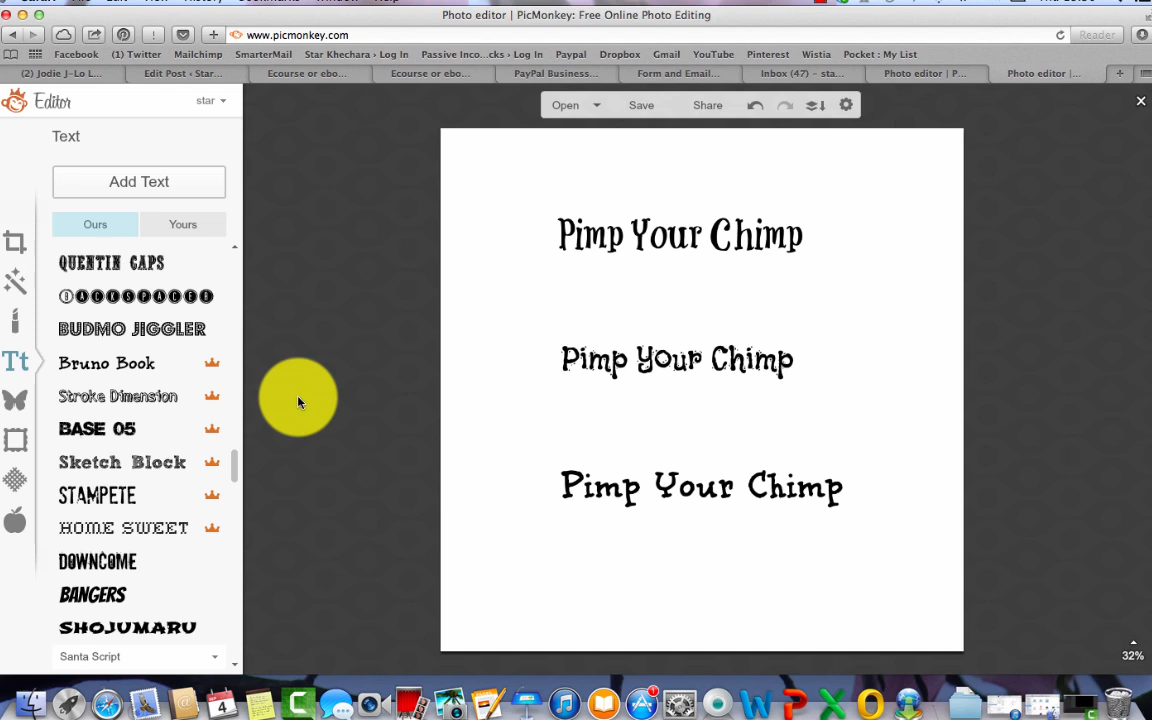 Photo editor | PicMonkey: Free Online Photo Editing
www.picmonkey.com
Reader
Facebook
(1) Twitter
Mailchimp
SmarterMail
Star Khechara › Log In
Passive Inco...cks › Log In
Paypal
Dropbox
Gmail
YouTube
Pinterest
Wistia
Pocket : My List
(2) Jodie J-Lo L...
Edit Post ‹ Star...
Ecourse or ebo...
Ecourse or ebo...
PayPal Business...
Form and Email...
Inbox (47) – sta...
Photo editor | P...
Photo editor |...
Editor
star
Open
Save
Share
Text
Add Text
Ours
Yours
QUENTIN CAPS
BACKSPACER
BUDMO JIGGLER
Bruno Book
Stroke Dimension
BASE 05
Sketch Block
STAMPETE
HOME SWEET
DOWNCOME
BANGERS
SHOJUMARU
Santa Script
Pimp Your Chimp
Pimp Your Chimp
Pimp Your Chimp
32%